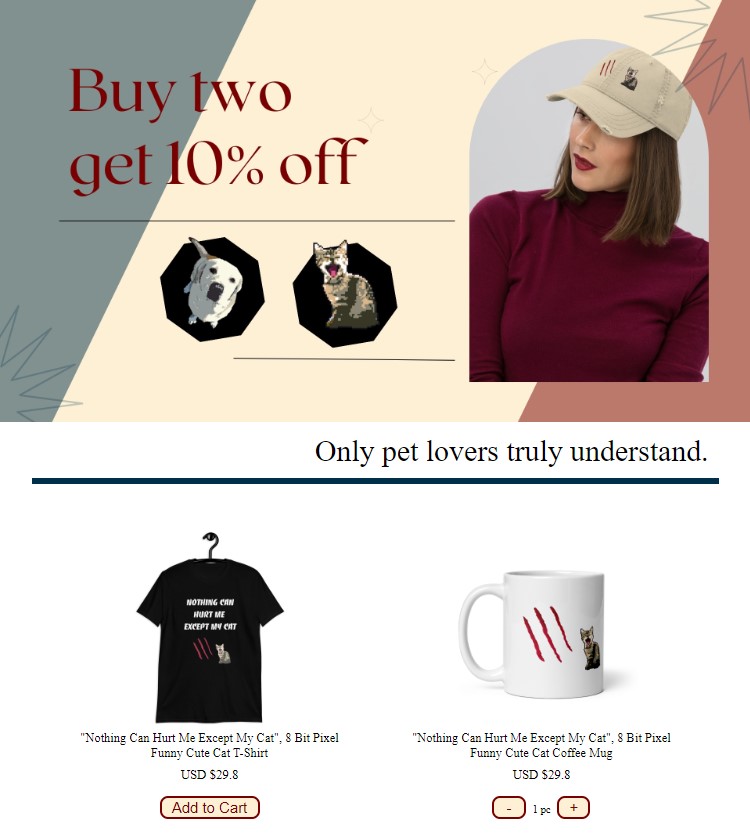 Buy two
get 10% off
Only pet lovers truly understand.
NOTHING CAN
HURT ME
EXCEPT MY CAT
"Nothing Can Hurt Me Except My Cat", 8 Bit Pixel
Funny Cute Cat T-Shirt
USD $29.8
Add to Cart
"Nothing Can Hurt Me Except My Cat", 8 Bit Pixel
Funny Cute Cat Coffee Mug
USD $29.8
- 1 pc +